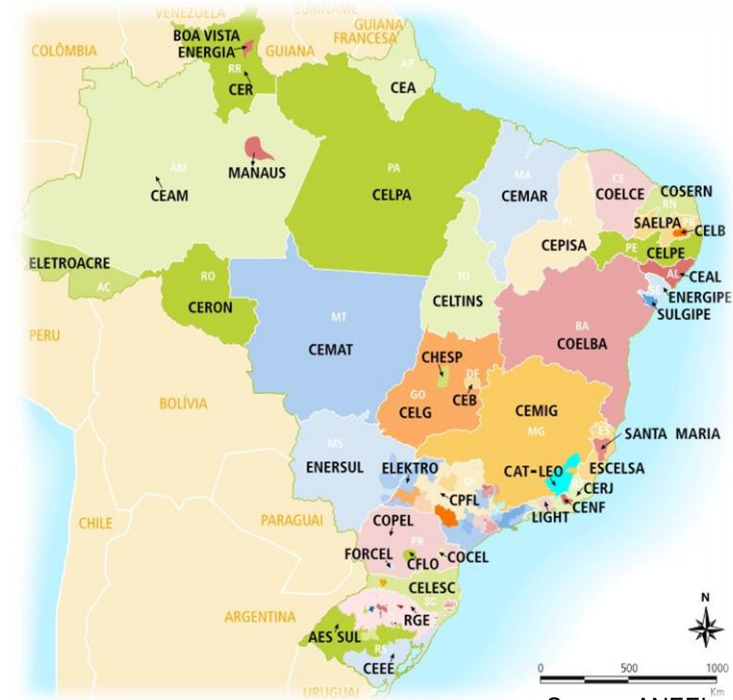 VENEZUELA
SURINAME
GUIANA
FRANCESA
BOA VISTA
ENERGIA
GUIANA
COLÔMBIA
RR
CER
AP
CEA
AM
MANAUS
CEAM
PA
CELPA
MA
CEMAR
CE
COELCE
COSERN
RN
SAELPA
PB
CELB
PI
CEPISA
PE
CELPE
AL
CEAL
SE
ENERGIPE
SULGIPE
ELETROACRE
AC
RO
CERON
TO
CELTINS
MT
CEMAT
BA
COELBA
PERU
CHESP
DF
CEB
GO
CELG
CEMIG
MG
BOLÍVIA
ES
SANTA MARIA
MS
ENERSUL
ELEKTRO
SP
CPFL
CAT-LEO
ESCELSA
CERJ
CENF
LIGHT
CHILE
PARAGUAI
COPEL
PR
FORCEL
CFLO
COCEL
CELESC
SC
ARGENTINA
RGE
AES SUL
RS
CEEE
URUGUAI
N
0 500 1000
Km